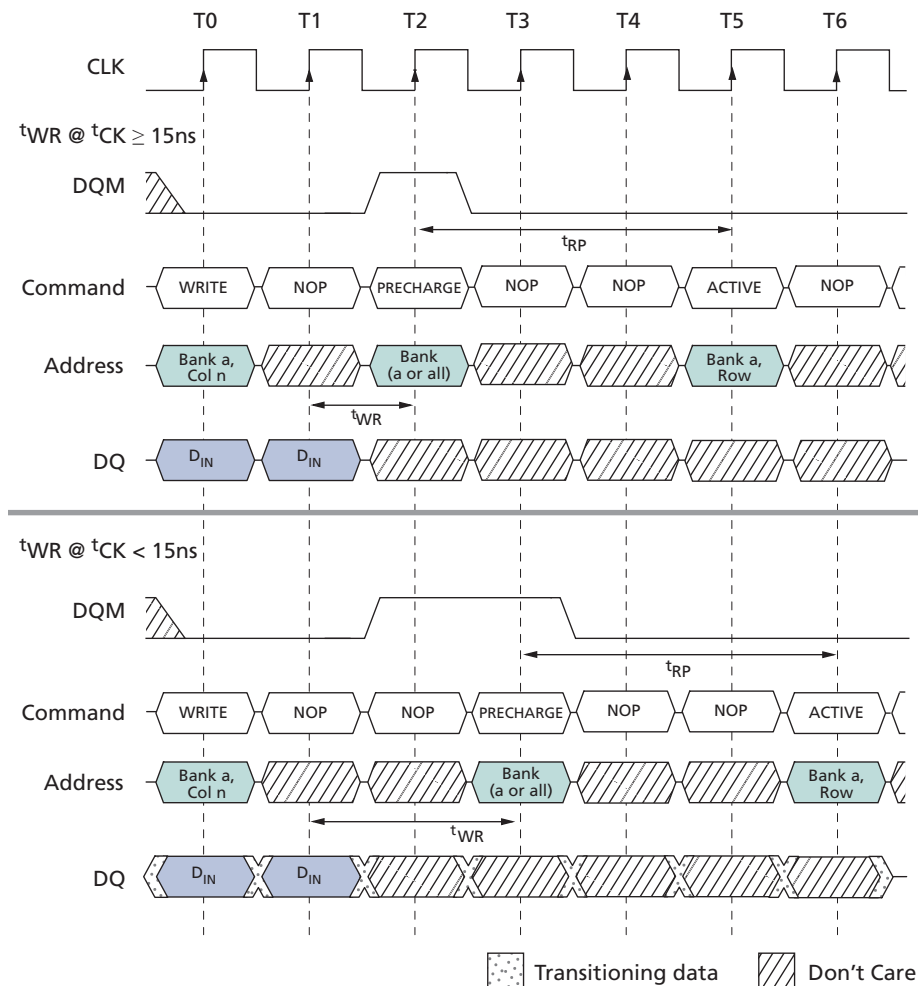 T0 T1 T2 T3 T4 T5 T6
CLK
tWR @ tCK ≥ 15ns
DQM
tRP
Command WRITE NOP PRECHARGE NOP NOP ACTIVE NOP
Address Bank a, Col n Bank (a or all) Bank a, Row
tWR
DQ DIN DIN
tWR @ tCK < 15ns
DQM
tRP
Command WRITE NOP NOP PRECHARGE NOP NOP ACTIVE
Address Bank a, Col n Bank (a or all) Bank a, Row
tWR
DQ DIN DIN
Transitioning data Don't Care